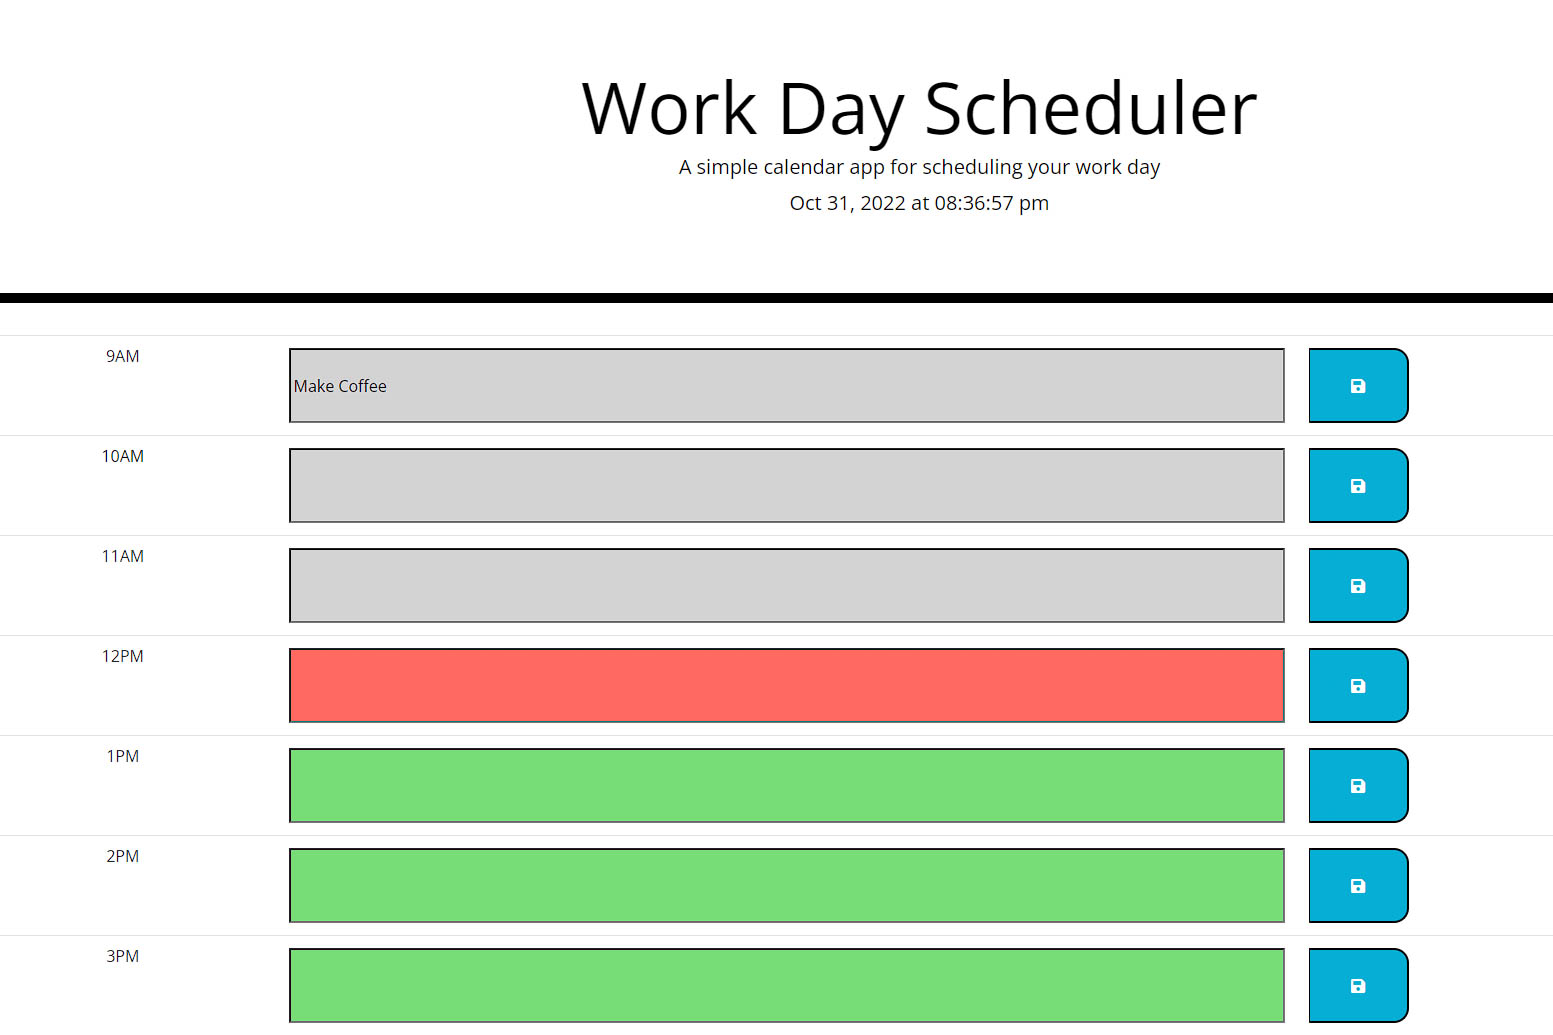 Work Day Scheduler
A simple calendar app for scheduling your work day
Oct 31, 2022 at 08:36:57 pm
9AM
Make Coffee
10AM
11AM
12PM
1PM
2PM
3PM